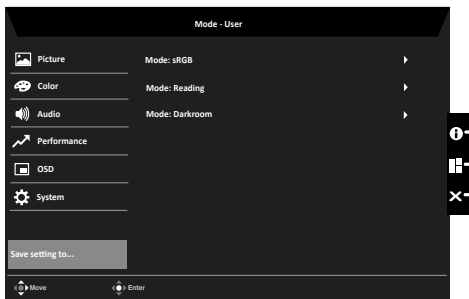 Mode - User
Picture
Mode: sRGB
Color
Mode: Reading
Audio
Mode: Darkroom
Performance
OSD
System
Save setting to...
Move
Enter